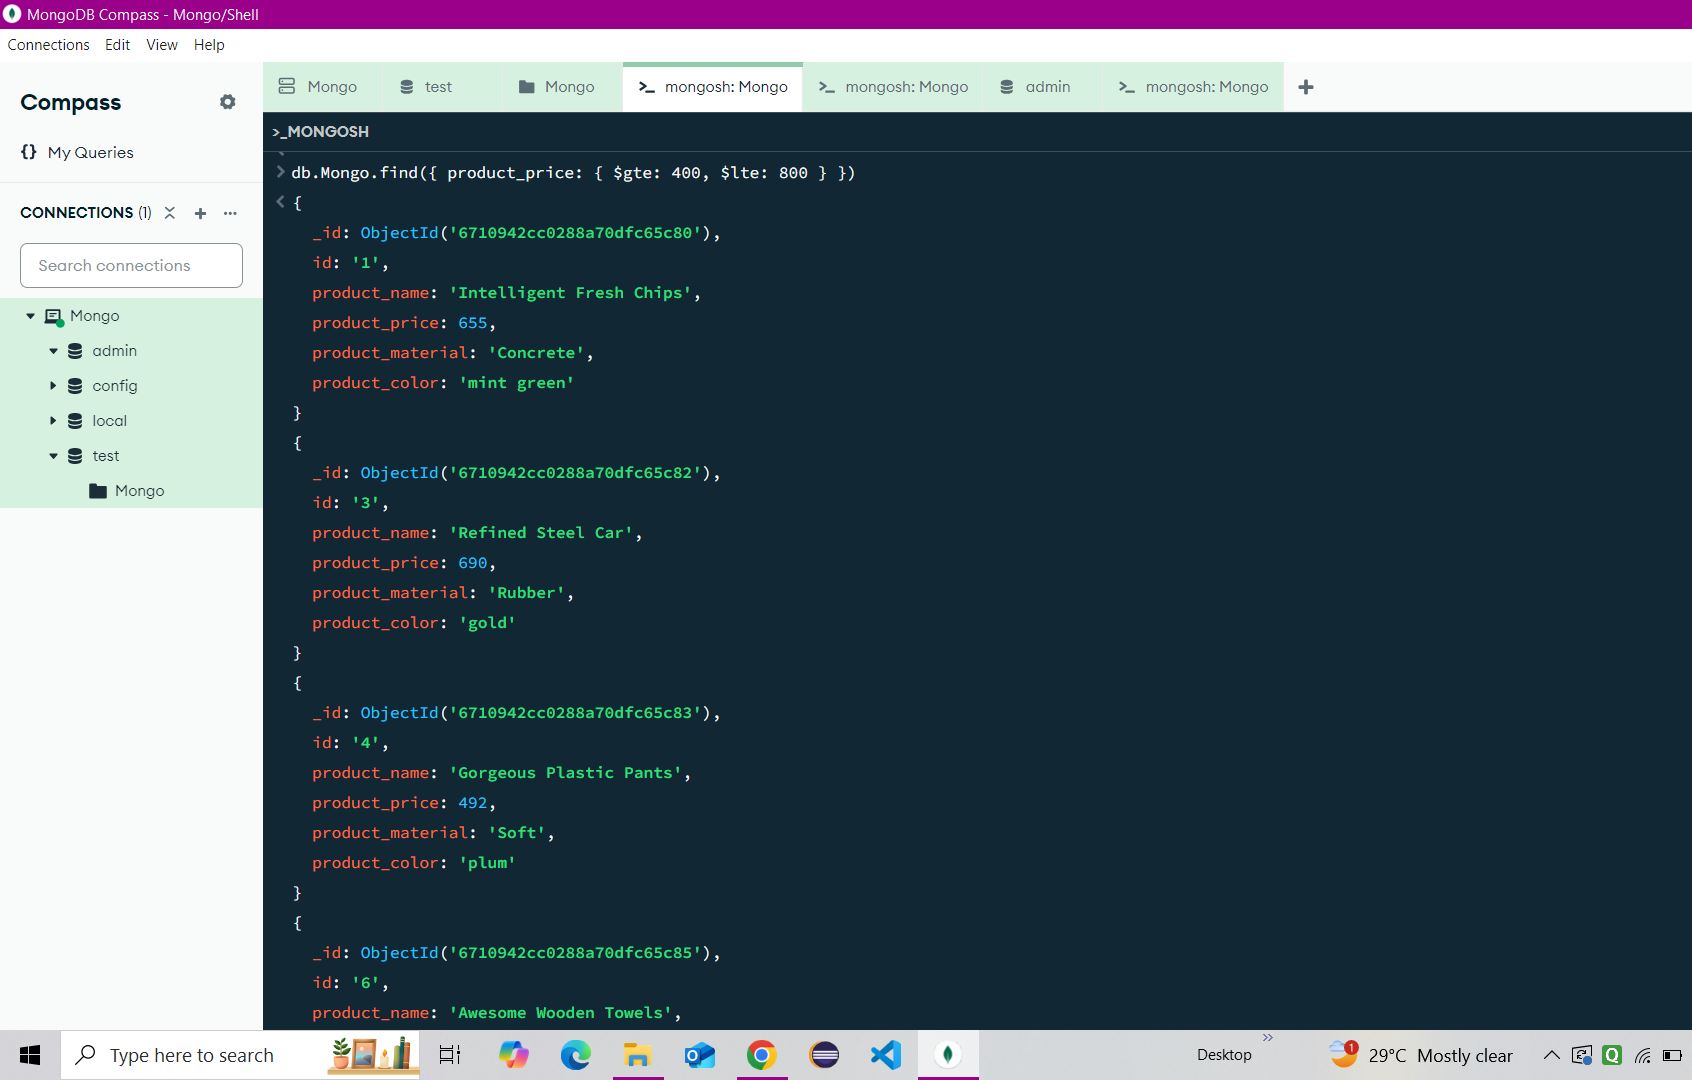 MongoDB Compass - Mongo/Shell
Connections Edit View Help
Compass
{} My Queries
CONNECTIONS (1)
Search connections
Mongo
admin
config
local
test
Mongo
Mongo test Mongo >_ mongosh: Mongo >_ mongosh: Mongo admin >_ mongosh: Mongo +
>_MONGOSH
> db.Mongo.find({ product_price: { $gte: 400, $lte: 800 } })
< {
_id: ObjectId('6710942cc0288a70dfc65c80'),
id: '1',
product_name: 'Intelligent Fresh Chips',
product_price: 655,
product_material: 'Concrete',
product_color: 'mint green'
}
{
_id: ObjectId('6710942cc0288a70dfc65c82'),
id: '3',
product_name: 'Refined Steel Car',
product_price: 690,
product_material: 'Rubber',
product_color: 'gold'
}
{
_id: ObjectId('6710942cc0288a70dfc65c83'),
id: '4',
product_name: 'Gorgeous Plastic Pants',
product_price: 492,
product_material: 'Soft',
product_color: 'plum'
}
{
_id: ObjectId('6710942cc0288a70dfc65c85'),
id: '6',
product_name: 'Awesome Wooden Towels',
Type here to search
Desktop
1
29°C Mostly clear